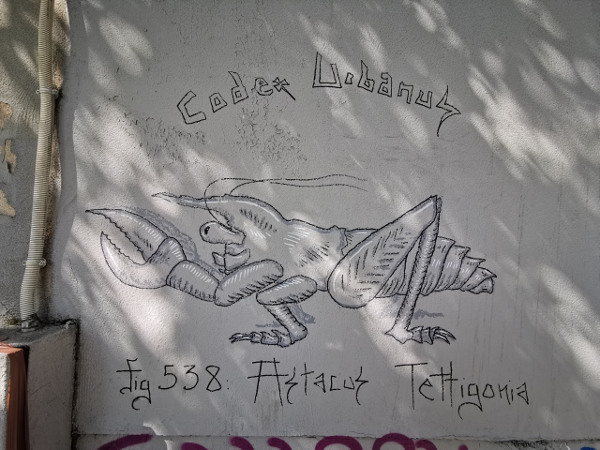 Codex Urbanus
fig 538: Astacus Tettigonia